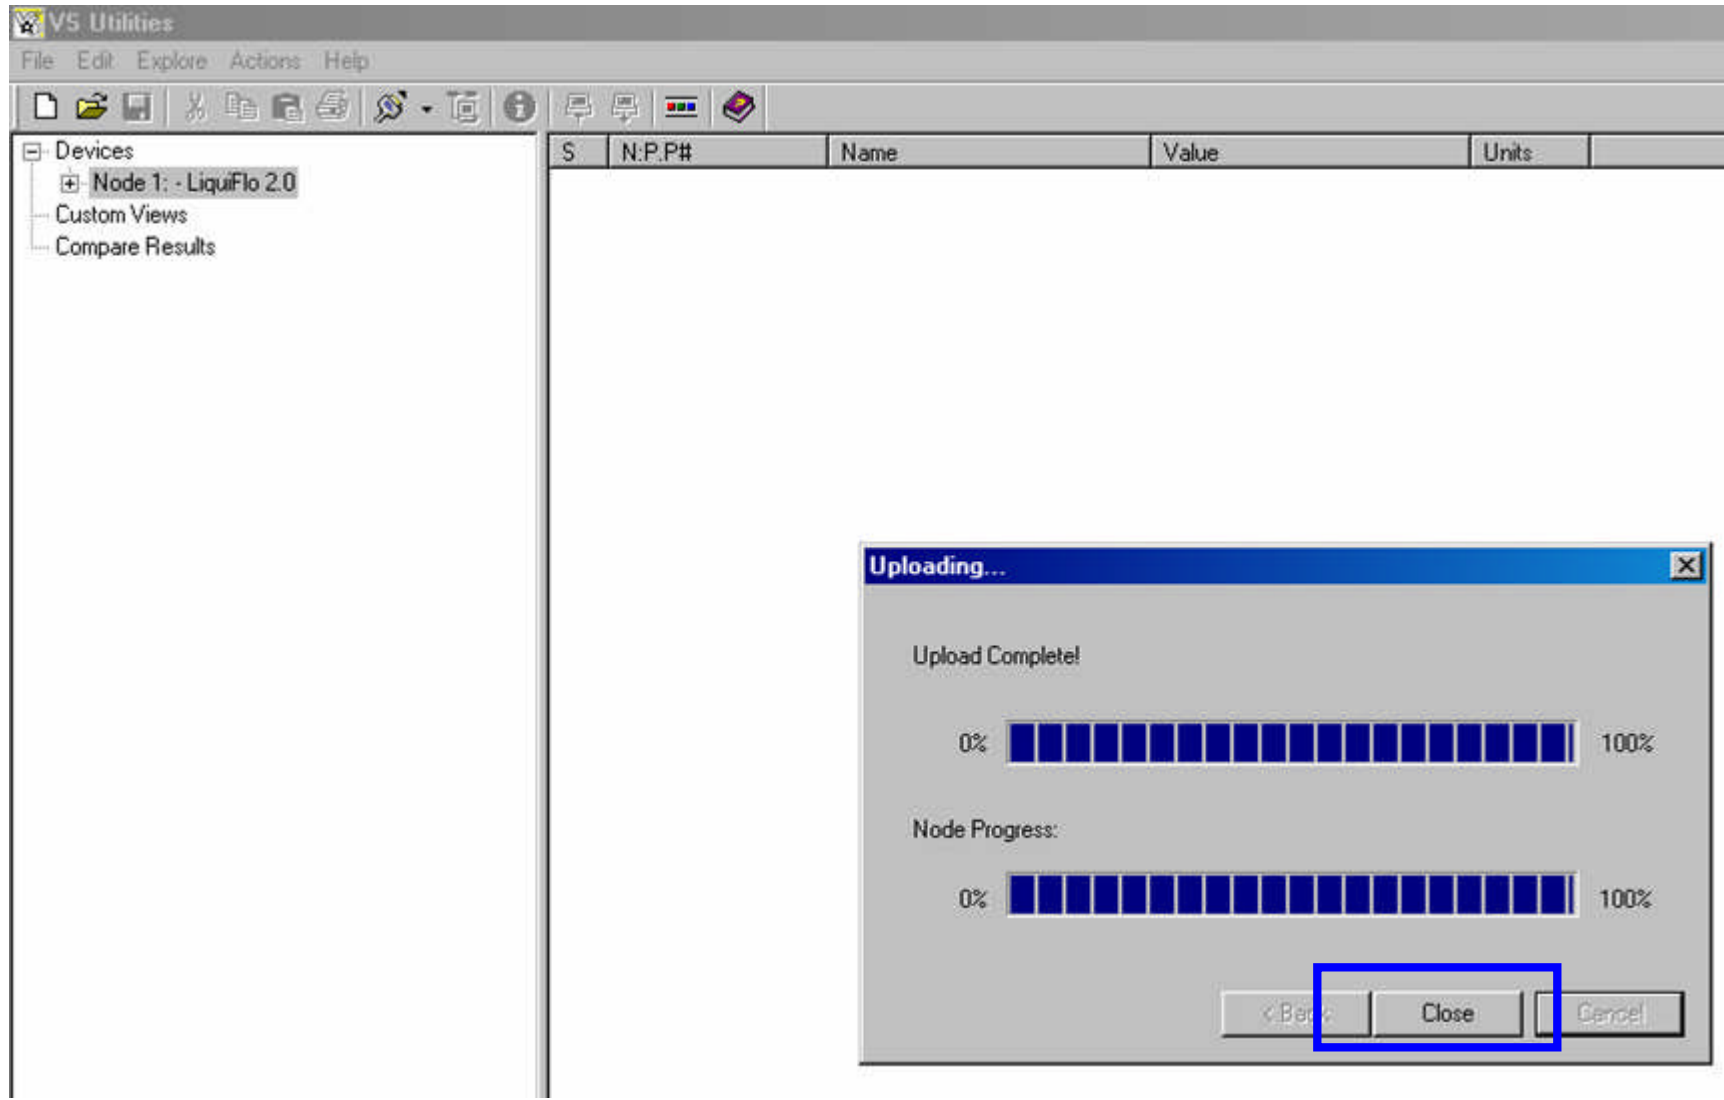 VS Utilities
File Edit Explore Actions Help
Devices
Node 1: - LiquiFlo 2.0
Custom Views
Compare Results
S N:P.P# Name Value Units
Uploading...
Upload Complete!
0% 100%
Node Progress:
0% 100%
< Back Close Cancel